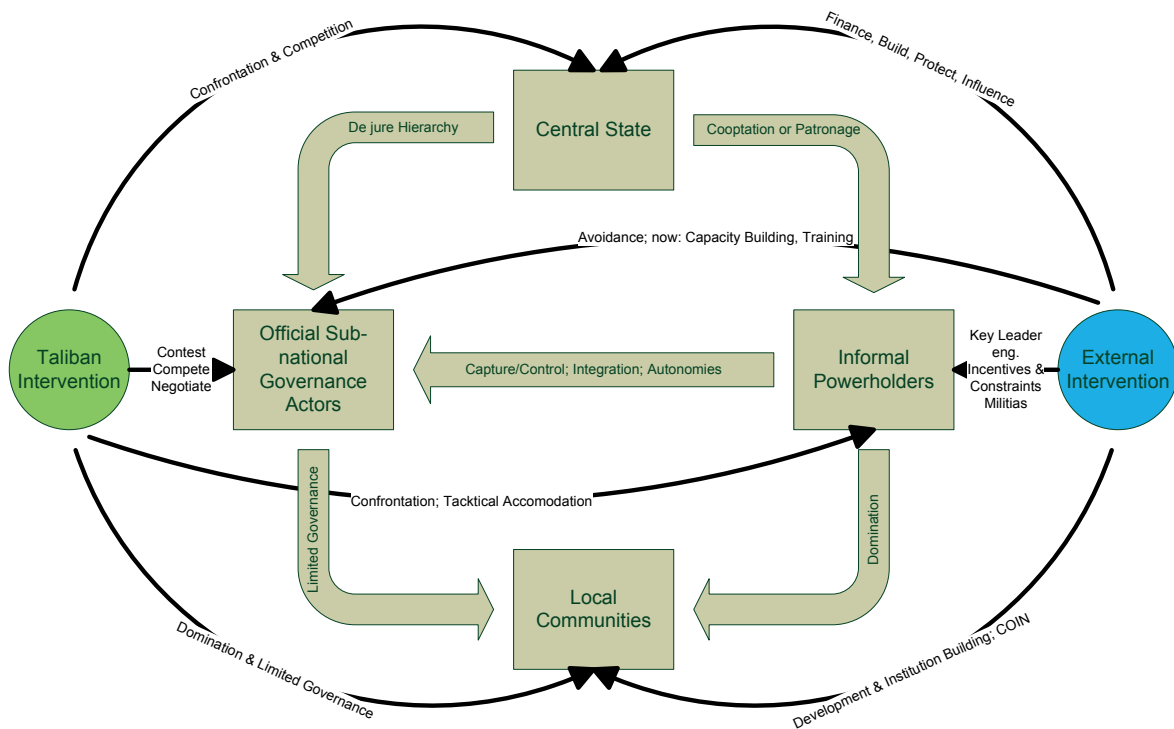 Confrontation & Competition
Finance, Build, Protect, Influence
De jure Hierarchy
Central State
Cooptation or Patronage
Avoidance; now: Capacity Building, Training
Taliban
Intervention
Contest
Compete
Negotiate
Official Sub-
national
Governance
Actors
Capture/Control; Integration; Autonomies
Informal
Powerholders
Key Leader
eng.
Incentives &
Constraints
Militias
External
Intervention
Limited Governance
Confrontation; Tacktical Accomodation
Domination
Local
Communities
Domination & Limited Governance
Development & Institution Building; COIN